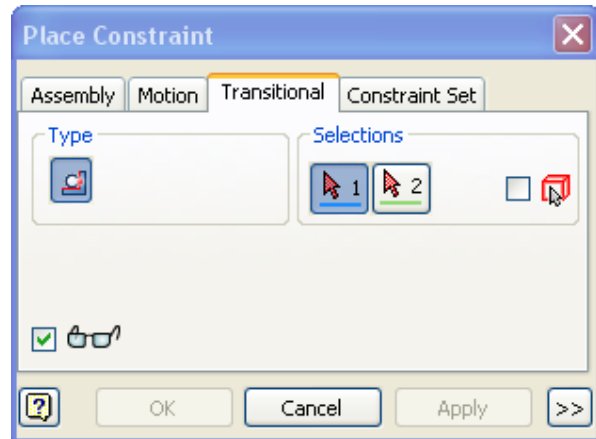 Place Constraint
Assembly Motion Transitional Constraint Set
Type Selections
1 2
? OK Cancel Apply >>